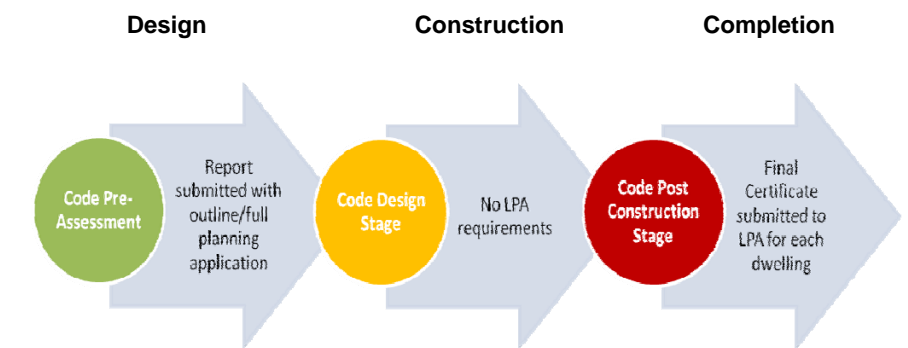 Design
Construction
Completion
Code Pre-
Assessment
Report
submitted with
outline/full
planning
application
Code Design
Stage
No LPA
requirements
Code Post
Construction
Stage
Final
Certificate
submitted to
LPA for each
dwelling